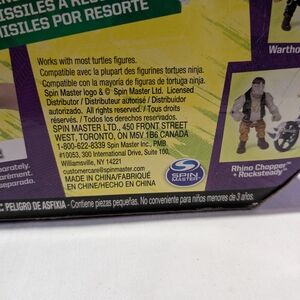 MISSILES À RESSORT
MISILES POR RESORTE
Works with most turtles figures.
Compatible avec la plupart des figurines tortues ninja.
Compatible con la mayoría de figuras de tortuga ninja.
Spin Master logo & © Spin Master Ltd. Licensed
Distributor / Distributeur autorisé / Distribuidor
autorizado. All rights reserved. / Tous droits
réservés. / Todos los derechos reservados.
SPIN MASTER LTD., 450 FRONT STREET
WEST, TORONTO, ON M5V 1B6 CANADA
1-800-622-8339 Spin Master Inc., PMB.
#10053, 300 International Drive, Suite 100,
Williamsville, NY 14221
customercare@spinmaster.com
MADE IN CHINA/FABRIQUÉ
EN CHINE/HECHO EN CHINA
SPIN
MASTER
Wartho
Rhino Chopper™
+ Rocksteady™
separado.
PELIGRO DE ASFIXIA — Contiene piezas pequeñas. No conveniente para niños menores de 3 años.